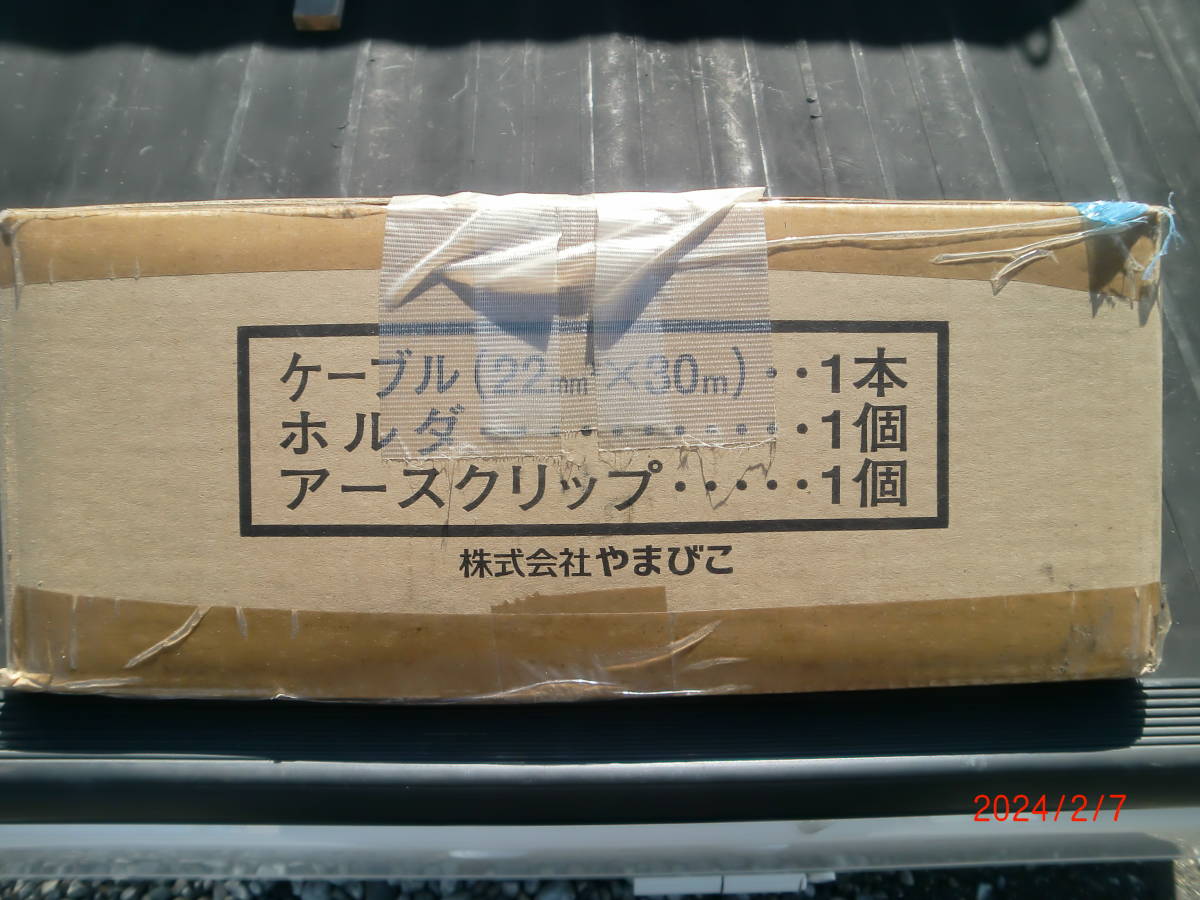 ケーブル(22mm²×30m)‥1本
ホルダ・・・・・・・・・・1個
アースクリップ・・・・・1個
株式会社やまびこ
2024/2/7